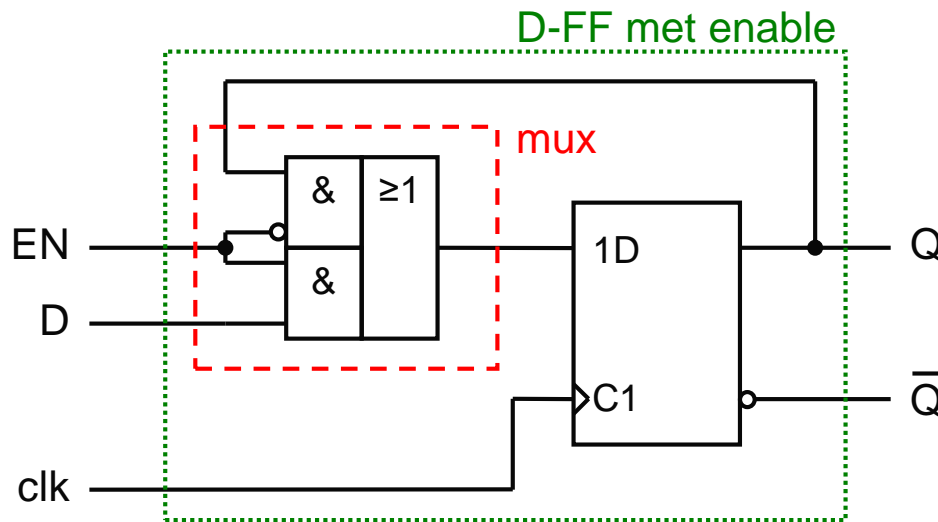 D-FF met enable
mux
&
≥1
EN
1D
Q
&
D
C1
Q̅
clk